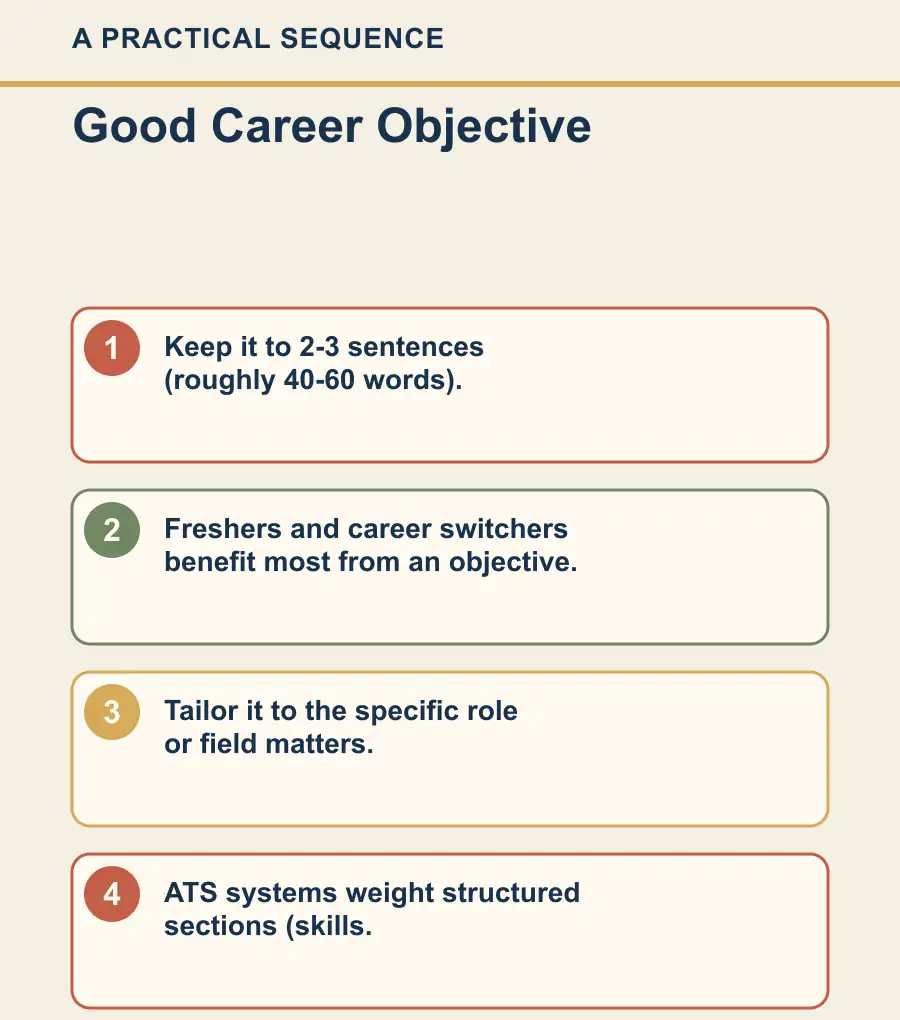 A PRACTICAL SEQUENCE
Good Career Objective
1
Keep it to 2-3 sentences
(roughly 40-60 words).
2
Freshers and career switchers
benefit most from an objective.
3
Tailor it to the specific role
or field matters.
4
ATS systems weight structured
sections (skills.